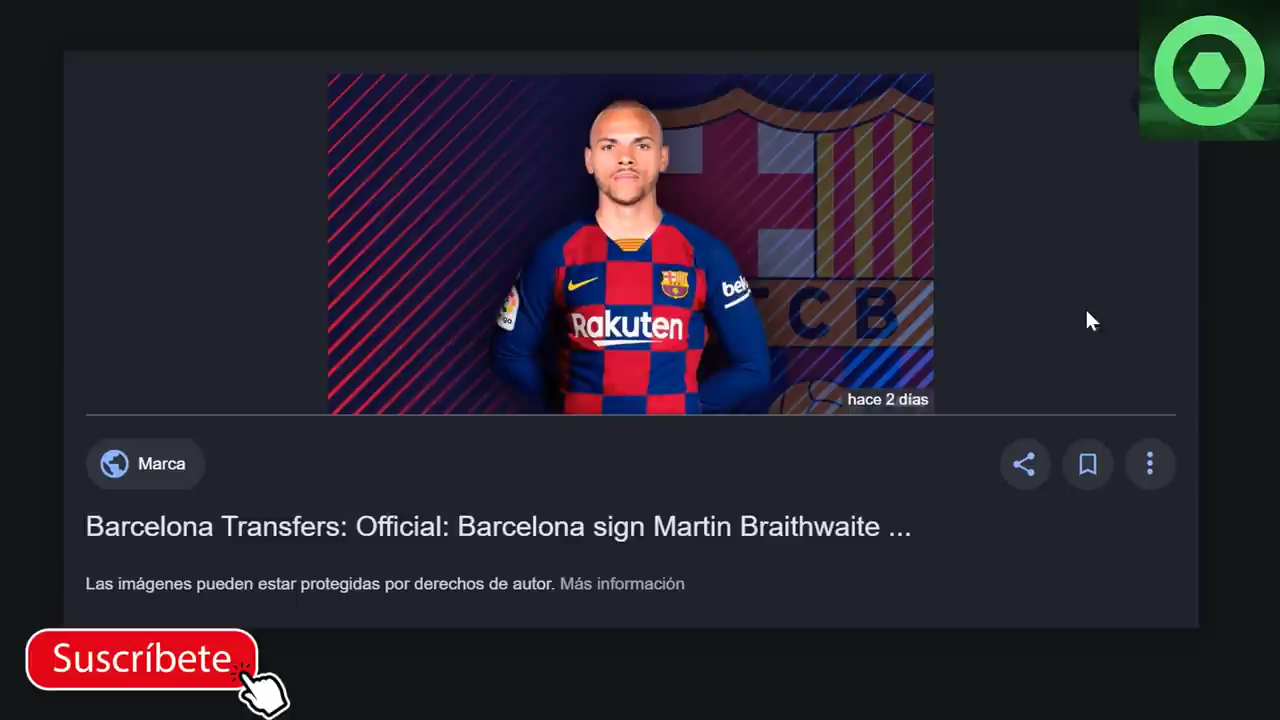 Rakuten
C B
hace 2 días
Marca
Barcelona Transfers: Official: Barcelona sign Martin Braithwaite ...
Las imágenes pueden estar protegidas por derechos de autor. Más información
Suscríbete